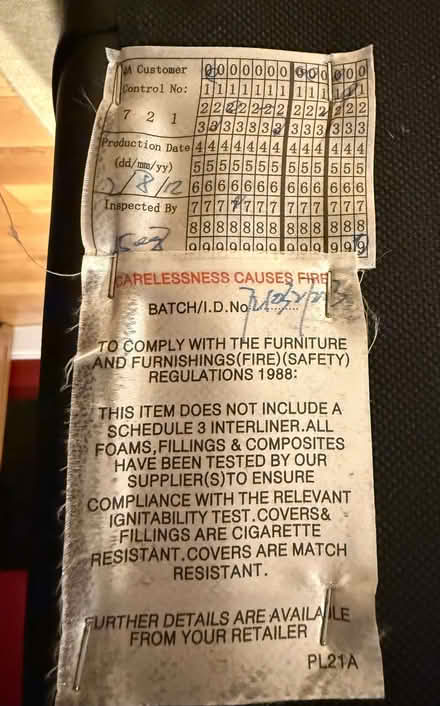 Customer 0000000 000 000
Control No: 1111111 111 111
7 2 1 2222222 222 222
3333333 333 333
Production Date 4444444 444 444
(dd/mm/yy) 5555555 555 555
2/8/12 6666666 666 666
Inspected By 7777777 777 777
8888888 888 888
9999999 999 999
CARELESSNESS CAUSES FIRE
BATCH/I.D.No
TO COMPLY WITH THE FURNITURE
AND FURNISHINGS(FIRE)(SAFETY)
REGULATIONS 1988:
THIS ITEM DOES NOT INCLUDE A
SCHEDULE 3 INTERLINER.ALL
FOAMS,FILLINGS & COMPOSITES
HAVE BEEN TESTED BY OUR
SUPPLIER(S)TO ENSURE
COMPLIANCE WITH THE RELEVANT
IGNITABILITY TEST.COVERS&
FILLINGS ARE CIGARETTE
RESISTANT.COVERS ARE MATCH
RESISTANT.
FURTHER DETAILS ARE AVAILABLE
FROM YOUR RETAILER
PL21A